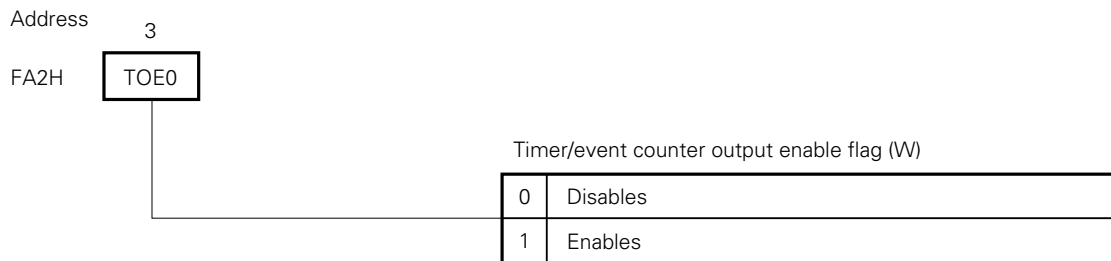 Address
3
FA2H TOE0
Timer/event counter output enable flag (W)
0 Disables
1 Enables